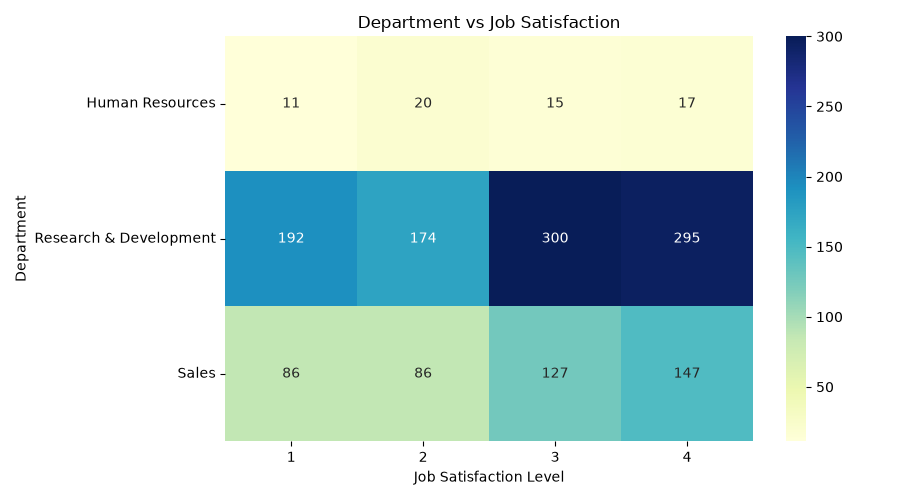 Department vs Job Satisfaction
Human Resources
11 20 15 17
Research & Development
192 174 300 295
Sales
86 86 127 147
1 2 3 4
Job Satisfaction Level
Department
300
250
200
150
100
50